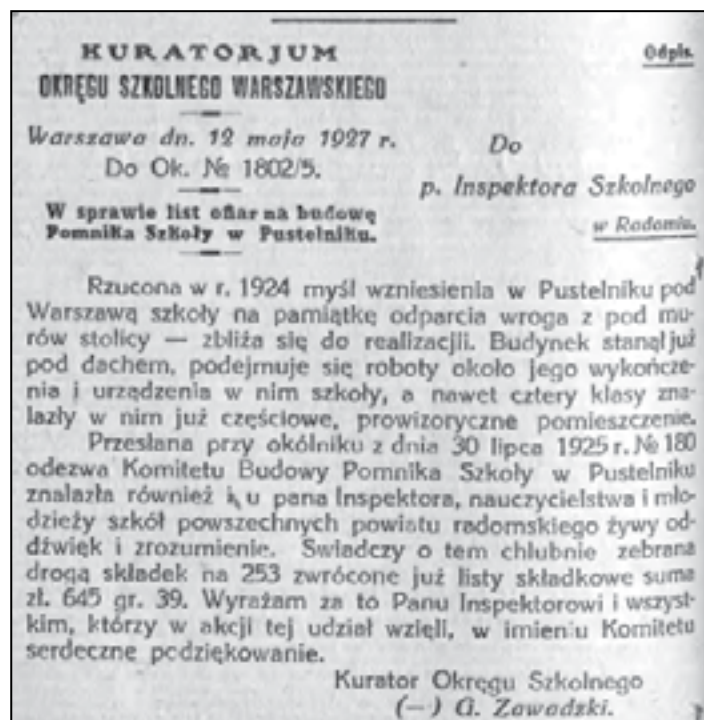 KURATORJUM
OKRĘGU SZKOLNEGO WARSZAWSKIEGO
Odpis.
Warszawa dn. 12 maja 1927 r.
Do Ok. № 1802/5.
Do
p. Inspektora Szkolnego
w Radomiu.
W sprawie list ofiar na budowę
Pomnika Szkoły w Pustelniku.
Rzucona w r. 1924 myśl wzniesienia w Pustelniku pod
Warszawą szkoły na pamiątkę odparcia wroga z pod mu-
rów stolicy — zbliża się do realizacji. Budynek stanął już
pod dachem, podejmuje się roboty około jego wykończe-
nia i urządzenia w nim szkoły, a nawet cztery klasy zna-
lazły w nim już częściowe, prowizoryczne pomieszczenie.
Przesłana przy okólniku z dnia 30 lipca 1925 r. № 180
odezwa Komitetu Budowy Pomnika Szkoły w Pustelniku
znalazła również i u pana Inspektora, nauczycielstwa i mło-
dzieży szkół powszechnych powiatu radomskiego żywy od-
dźwięk i zrozumienie. Swiadczy o tem chlubnie zebrana
drogą składek na 253 zwrócone już listy składkowe suma
zł. 645 gr. 39. Wyrażam za to Panu Inspektorowi i wszyst-
kim, którzy w akcji tej udział wzięli, w imieniu Komitetu
serdeczne podziękowanie.
Kurator Okręgu Szkolnego
(—) G. Zawadzki.